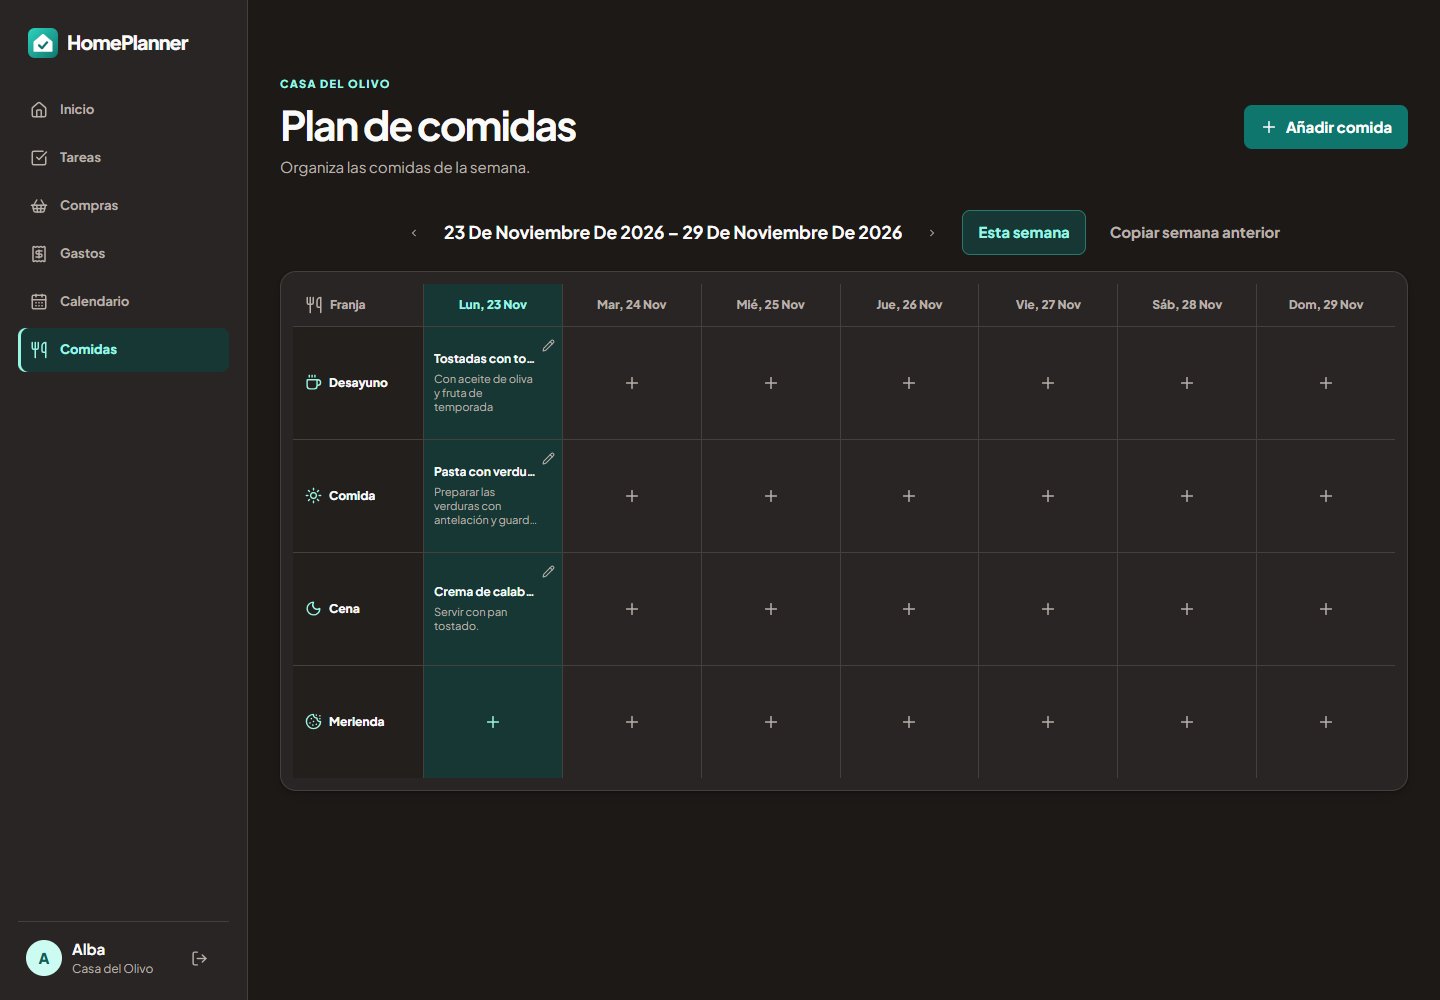 HomePlanner
Inicio
Tareas
Compras
Gastos
Calendario
Comidas
Alba
A
Casa del Olivo
CASA DEL OLIVO
Plan de comidas
Organiza las comidas de la semana.
+ Añadir comida
‹ 23 De Noviembre De 2026 – 29 De Noviembre De 2026 › Esta semana Copiar semana anterior
Franja Lun, 23 Nov Mar, 24 Nov Mié, 25 Nov Jue, 26 Nov Vie, 27 Nov Sáb, 28 Nov Dom, 29 Nov
Desayuno
Tostadas con to...
Con aceite de oliva
y fruta de
temporada
Comida
Pasta con verdu...
Preparar las
verduras con
antelación y guard...
Cena
Crema de calab...
Servir con pan
tostado.
Merienda